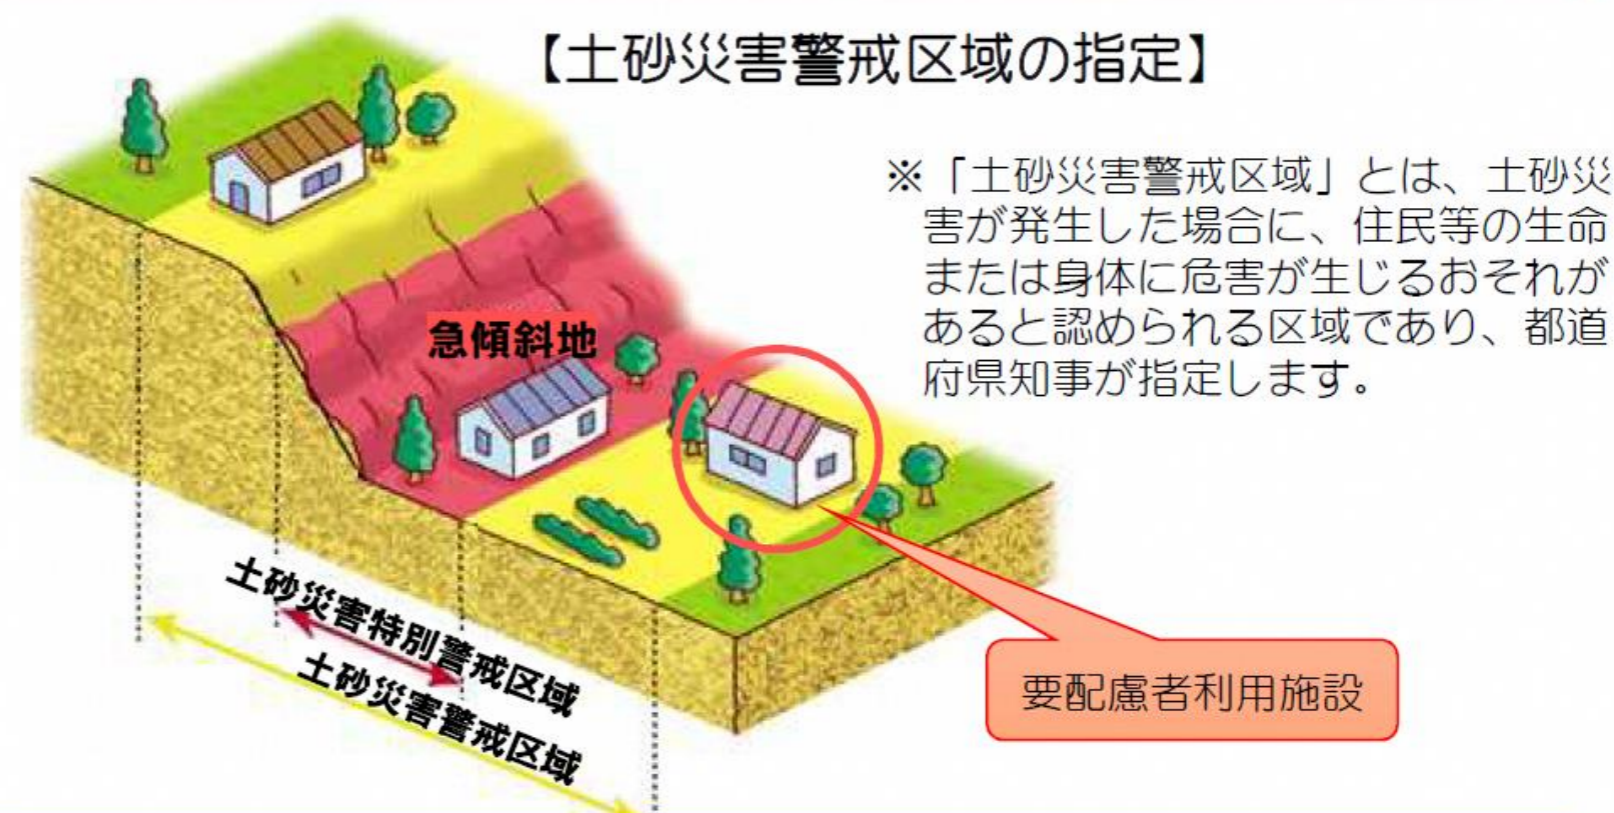 【土砂災害警戒区域の指定】
※「土砂災害警戒区域」とは、土砂災
害が発生した場合に、住民等の生命
または身体に危害が生じるおそれが
あると認められる区域であり、都道
府県知事が指定します。
急傾斜地
土砂災害特別警戒区域
土砂災害警戒区域
要配慮者利用施設